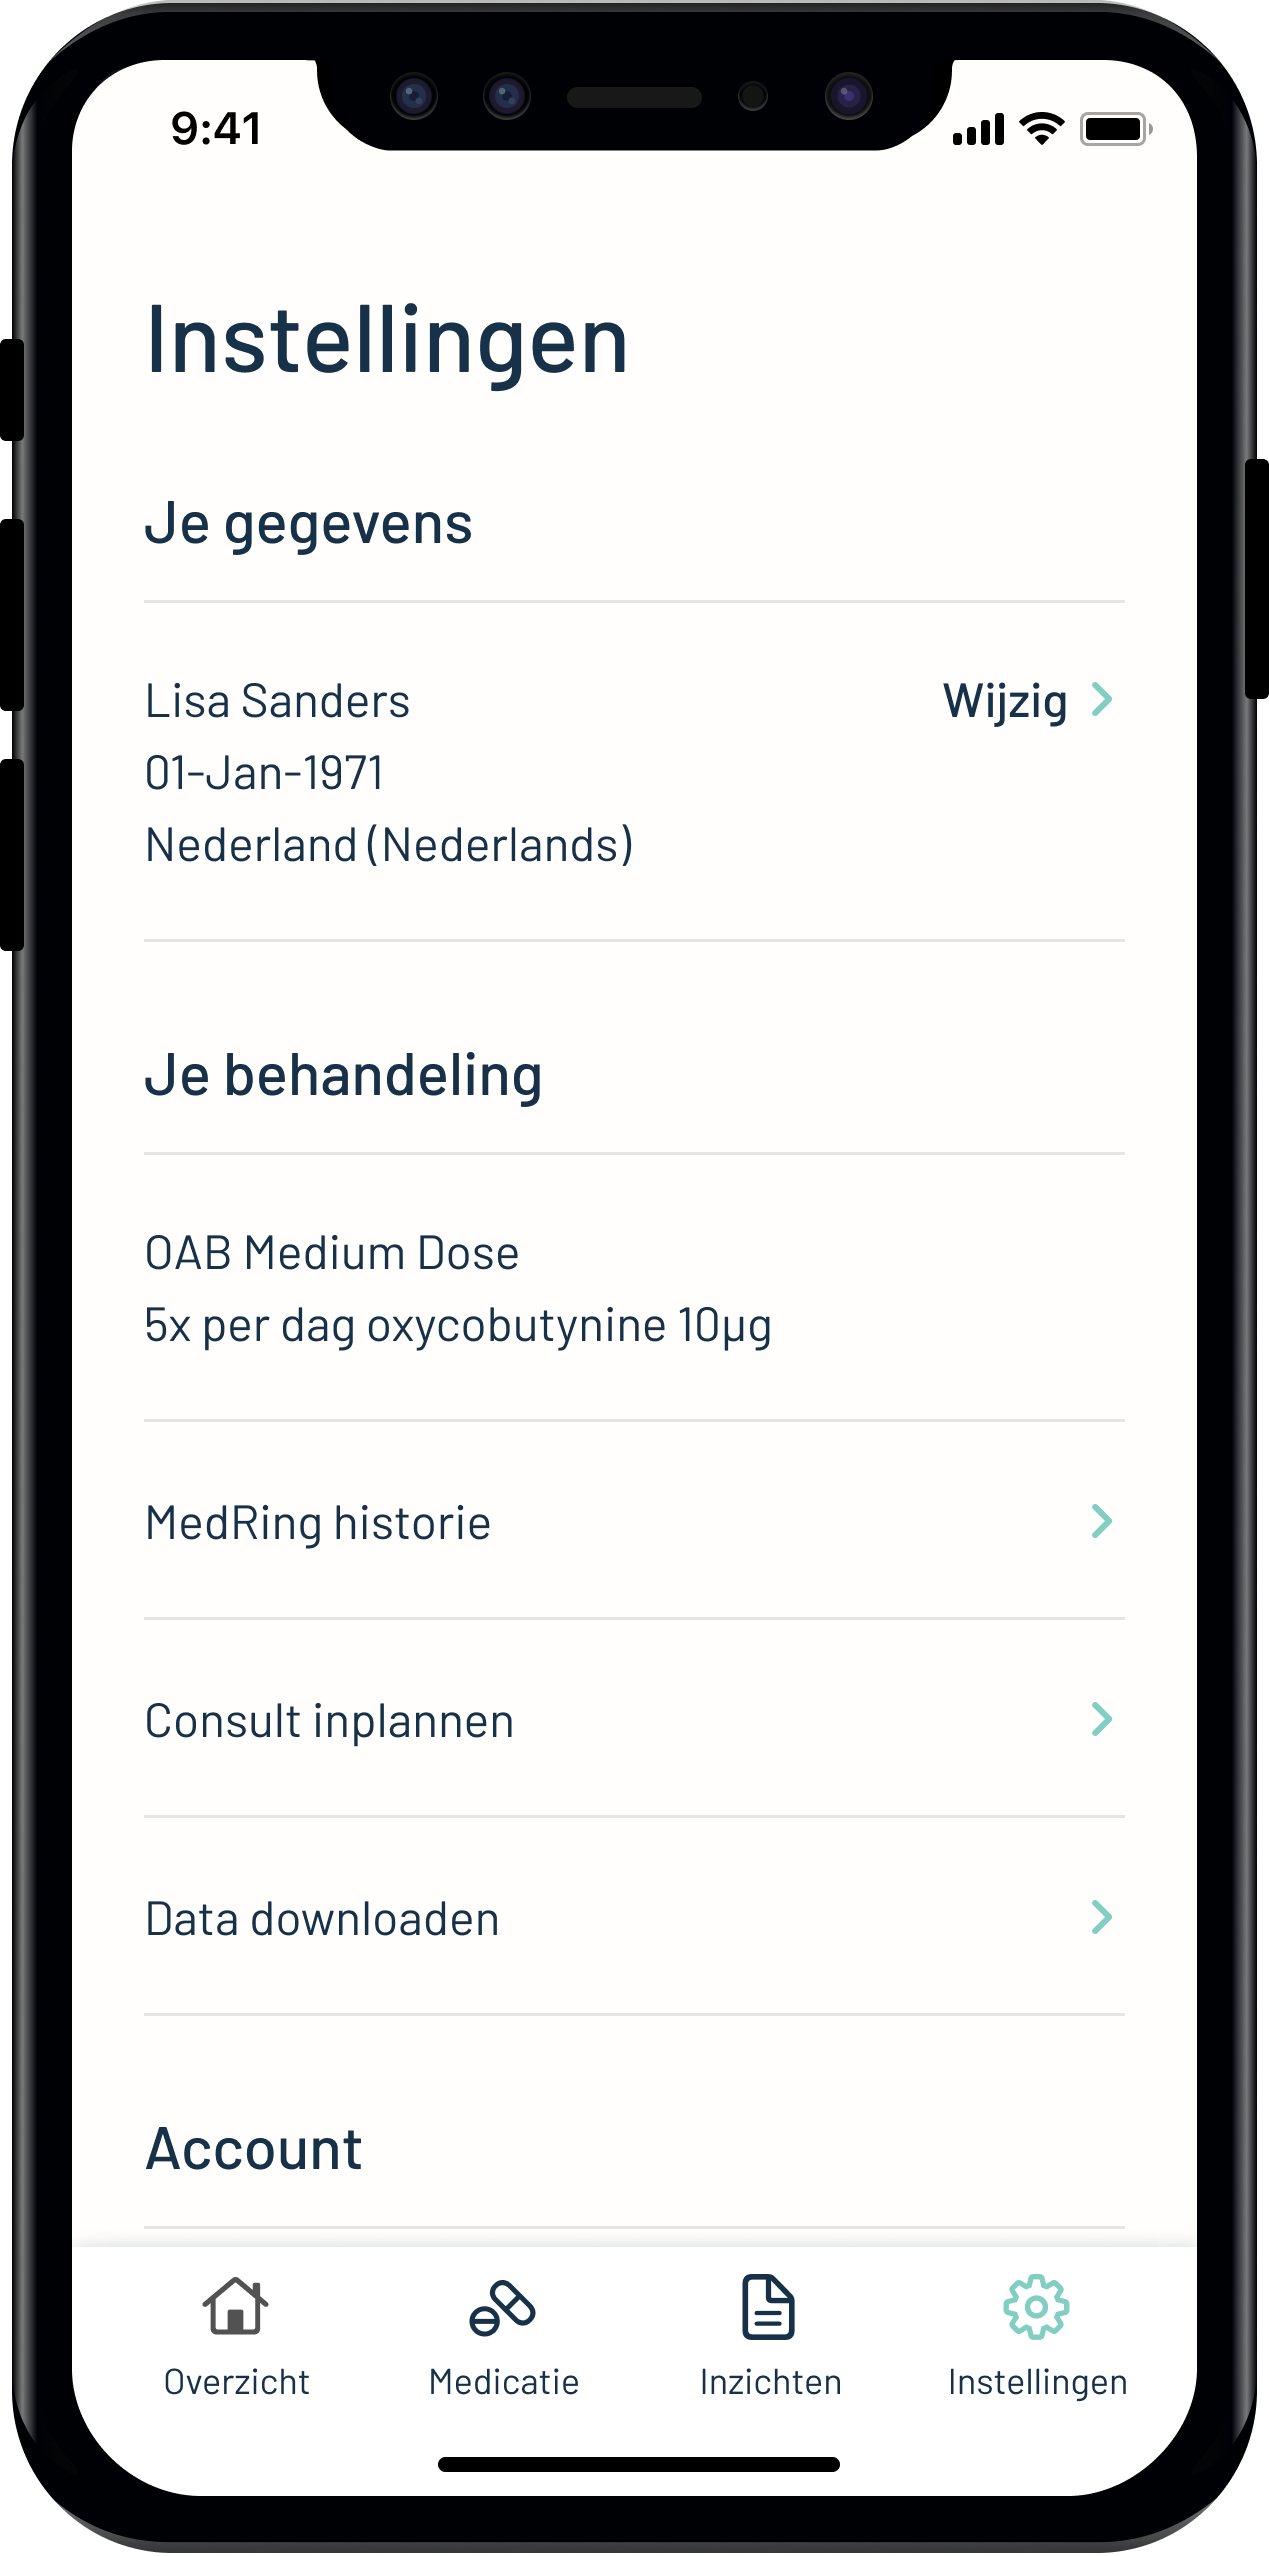 9:41
Instellingen
Je gegevens
Lisa Sanders
Wijzig
01-Jan-1971
Nederland (Nederlands)
Je behandeling
OAB Medium Dose
5x per dag oxycobutynine 10µg
MedRing historie
Consult inplannen
Data downloaden
Account
Overzicht Medicatie Inzichten Instellingen